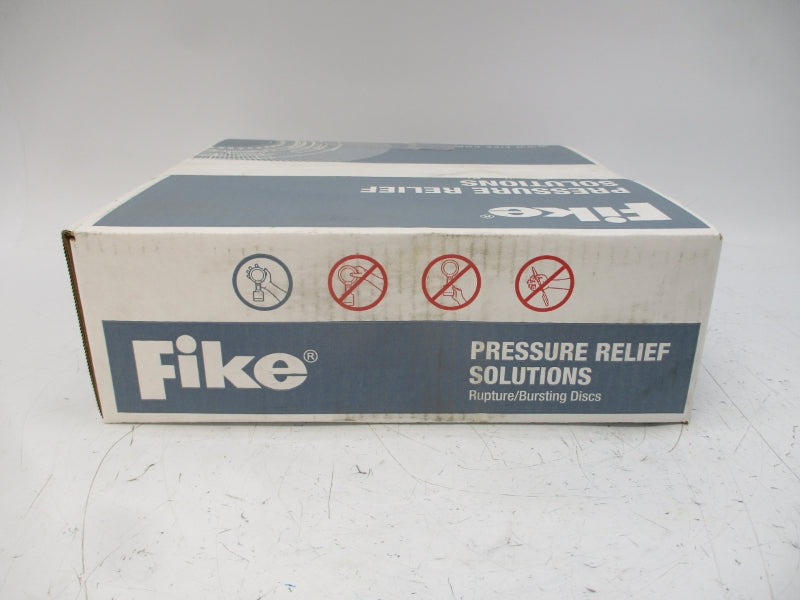 PRESSURE RELIEF
SOLUTIONS
Fike®
Fike®
PRESSURE RELIEF
SOLUTIONS
Rupture/Bursting Discs